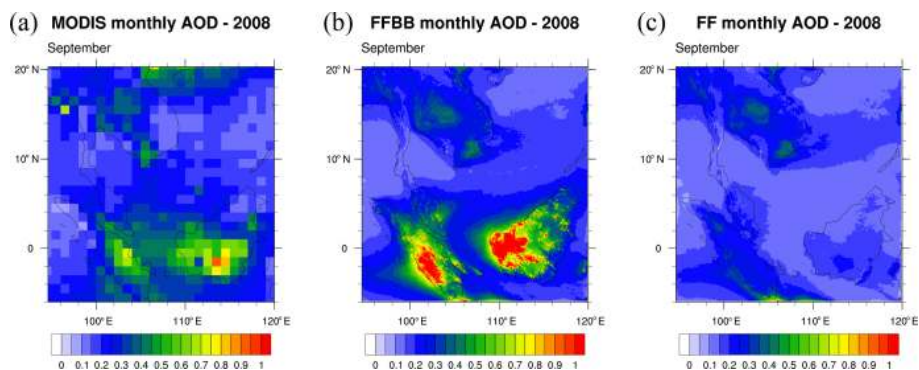 (a) MODIS monthly AOD - 2008
September
20° N
10° N
0
100° E 110° E 120° E
0 0.1 0.2 0.3 0.4 0.5 0.6 0.7 0.8 0.9 1
(b) FFBB monthly AOD - 2008
September
20° N
10° N
0
100° E 110° E 120° E
0 0.1 0.2 0.3 0.4 0.5 0.6 0.7 0.8 0.9 1
(c) FF monthly AOD - 2008
September
20° N
10° N
0
100° E 110° E 120° E
0 0.1 0.2 0.3 0.4 0.5 0.6 0.7 0.8 0.9 1